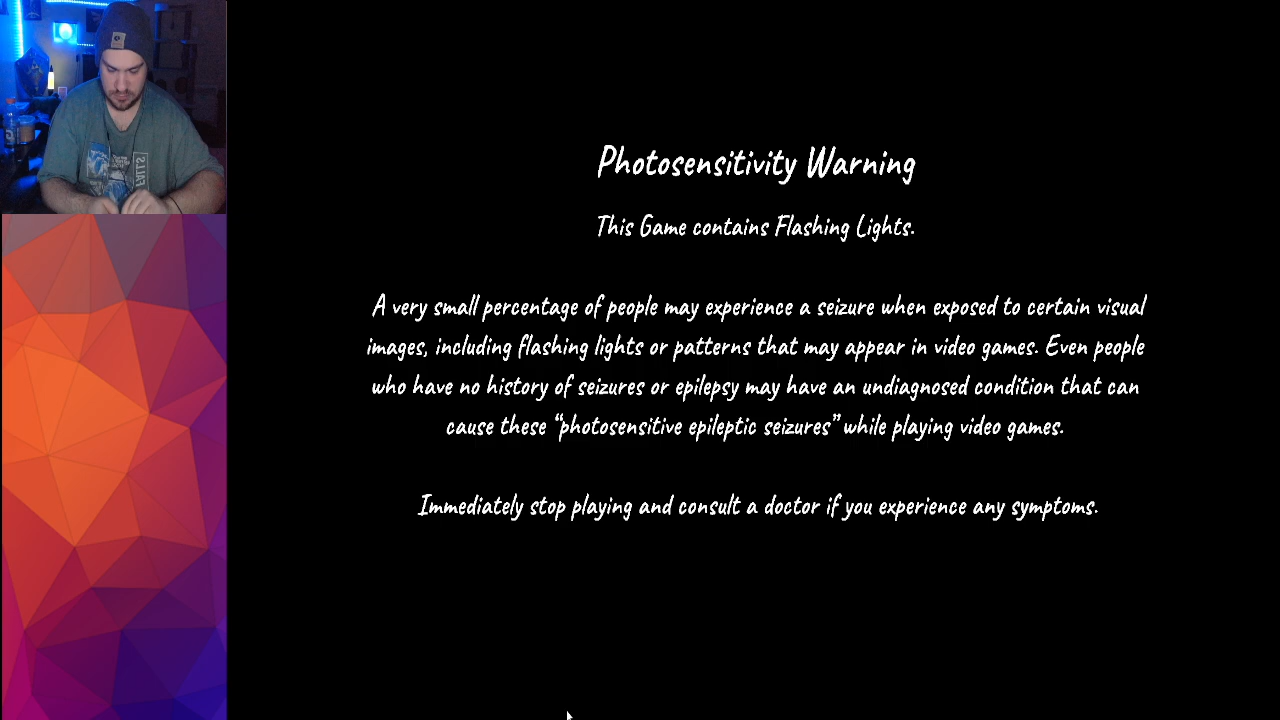 Photosensitivity Warning
This Game contains Flashing Lights.
A very small percentage of people may experience a seizure when exposed to certain visual
images, including flashing lights or patterns that may appear in video games. Even people
who have no history of seizures or epilepsy may have an undiagnosed condition that can
cause these “photosensitive epileptic seizures” while playing video games.
Immediately stop playing and consult a doctor if you experience any symptoms.